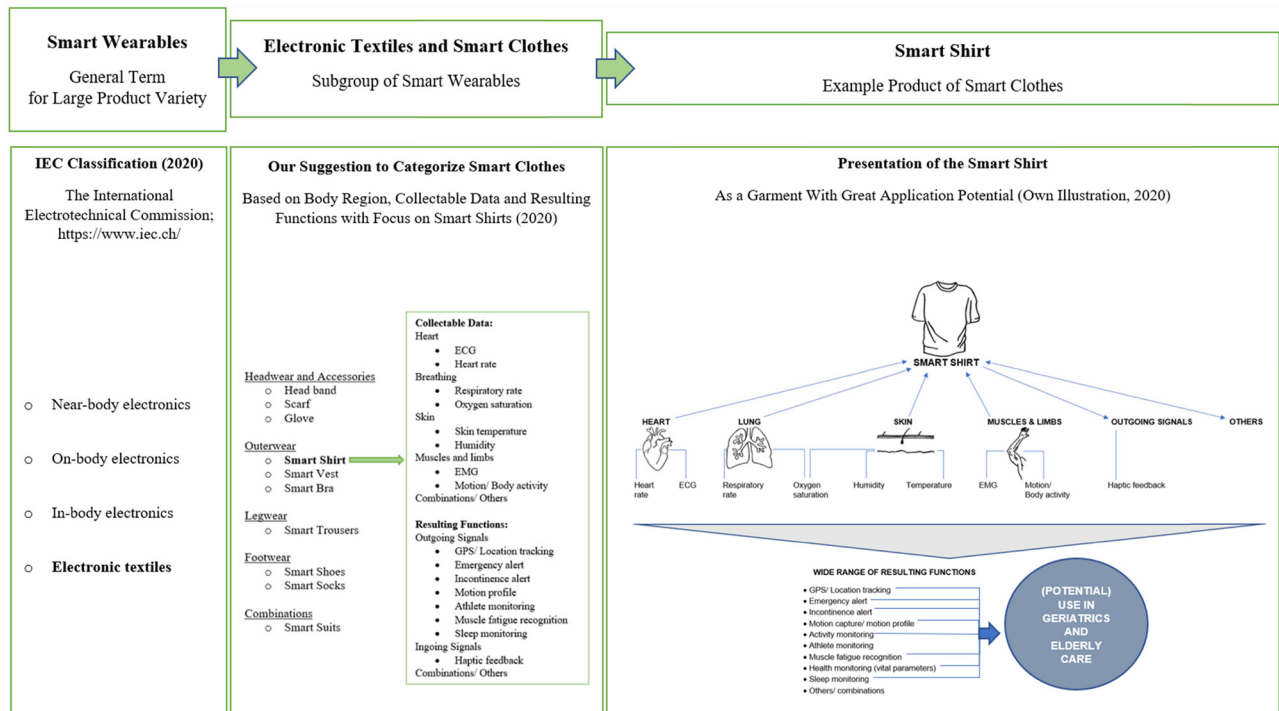 Smart Wearables
General Term
for Large Product Variety
Electronic Textiles and Smart Clothes
Subgroup of Smart Wearables
Smart Shirt
Example Product of Smart Clothes
IEC Classification (2020)
The International
Electrotechnical Commission;
https://www.iec.ch/
o Near-body electronics
o On-body electronics
o In-body electronics
o Electronic textiles
Our Suggestion to Categorize Smart Clothes
Based on Body Region, Collectable Data and Resulting
Functions with Focus on Smart Shirts (2020)
Headwear and Accessories
o Head band
o Scarf
o Glove
Outerwear
o Smart Shirt
o Smart Vest
o Smart Bra
Legwear
o Smart Trousers
Footwear
o Smart Shoes
o Smart Socks
Combinations
o Smart Suits
Collectable Data:
Heart
• ECG
• Heart rate
Breathing
• Respiratory rate
• Oxygen saturation
Skin
• Skin temperature
• Humidity
Muscles and limbs
• EMG
• Motion/ Body activity
Combinations/ Others
Resulting Functions:
Outgoing Signals
• GPS/ Location tracking
• Emergency alert
• Incontinence alert
• Motion profile
• Athlete monitoring
• Muscle fatigue recognition
• Sleep monitoring
Ingoing Signals
• Haptic feedback
Combinations/ Others
Presentation of the Smart Shirt
As a Garment With Great Application Potential (Own Illustration, 2020)
SMART SHIRT
HEART
LUNG
SKIN
MUSCLES & LIMBS
OUTGOING SIGNALS
OTHERS
Heart
rate
ECG
Respiratory
rate
Oxygen
saturation
Humidity
Temperature
EMG
Motion/
Body activity
Haptic feedback
WIDE RANGE OF RESULTING FUNCTIONS
• GPS/ Location tracking
• Emergency alert
• Incontinence alert
• Motion capture/ motion profile
• Activity monitoring
• Athlete monitoring
• Muscle fatigue recognition
• Health monitoring (vital parameters)
• Sleep monitoring
• Others/ combinations
(POTENTIAL)
USE IN
GERIATRICS
AND
ELDERLY
CARE